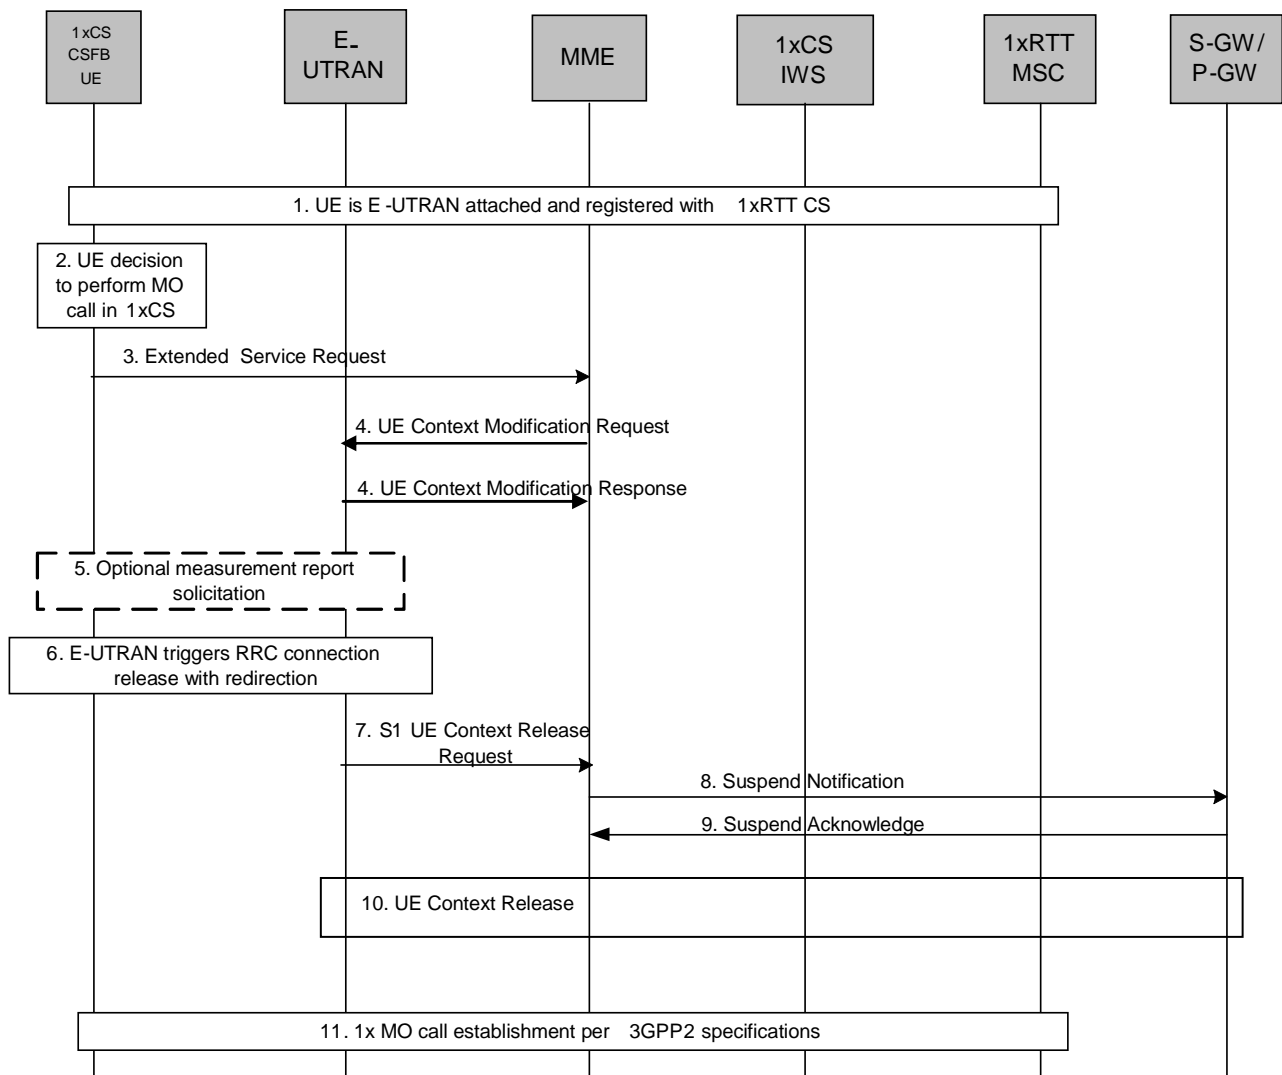 1xCS
CSFB
UE
E-
UTRAN
MME
1xCS
IWS
1xRTT
MSC
S-GW/
P-GW
1. UE is E-UTRAN attached and registered with 1xRTT CS
2. UE decision
to perform MO
call in 1xCS
3. Extended Service Request
4. UE Context Modification Request
4. UE Context Modification Response
5. Optional measurement report
solicitation
6. E-UTRAN triggers RRC connection
release with redirection
7. S1 UE Context Release
Request
8. Suspend Notification
9. Suspend Acknowledge
10. UE Context Release
11. 1x MO call establishment per 3GPP2 specifications